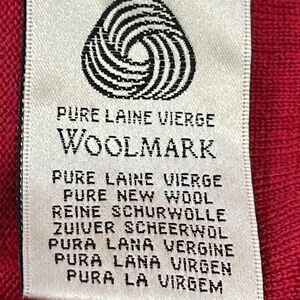 PURE LAINE VIERGE
WOOLMARK
PURE LAINE VIERGE
PURE NEW WOOL
REINE SCHURWOLLE
ZUIVER SCHEERWOL
PURA LANA VERGINE
PURA LANA VIRGEN
PURA LA VIRGEM